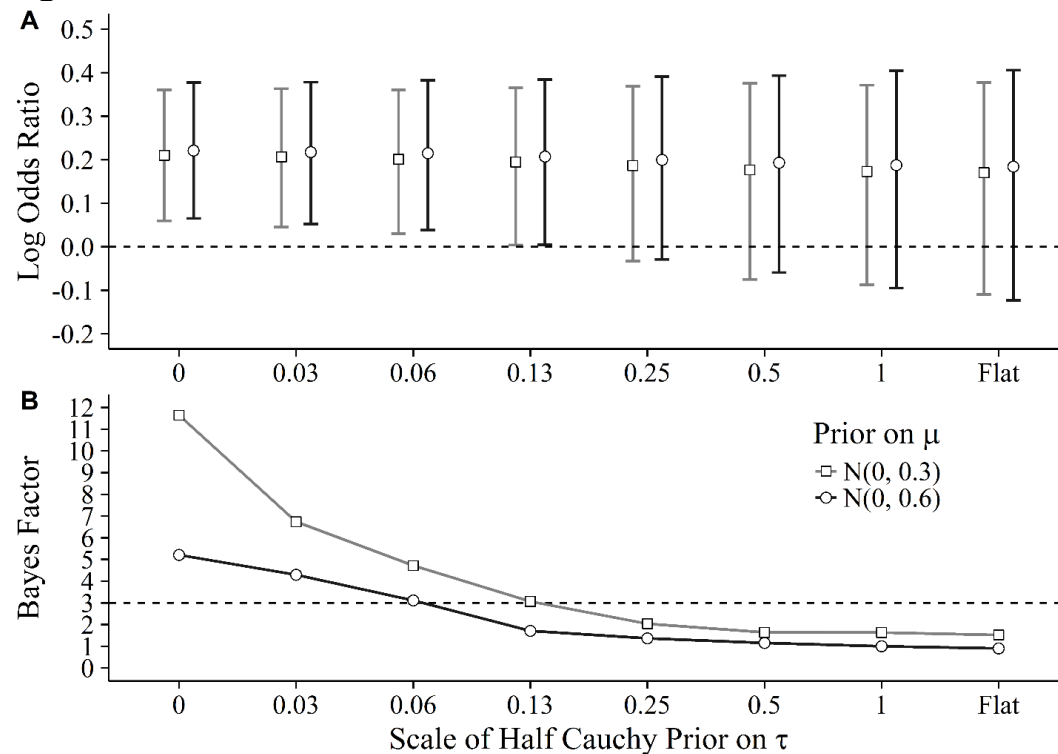 A
0.5
0.4
0.3
0.2
0.1
0.0
-0.1
-0.2
Log Odds Ratio
0 0.03 0.06 0.13 0.25 0.5 1 Flat
B
12
11
10
9
8
7
6
5
4
3
2
1
0
Bayes Factor
Prior on μ
N(0, 0.3)
N(0, 0.6)
0 0.03 0.06 0.13 0.25 0.5 1 Flat
Scale of Half Cauchy Prior on τ